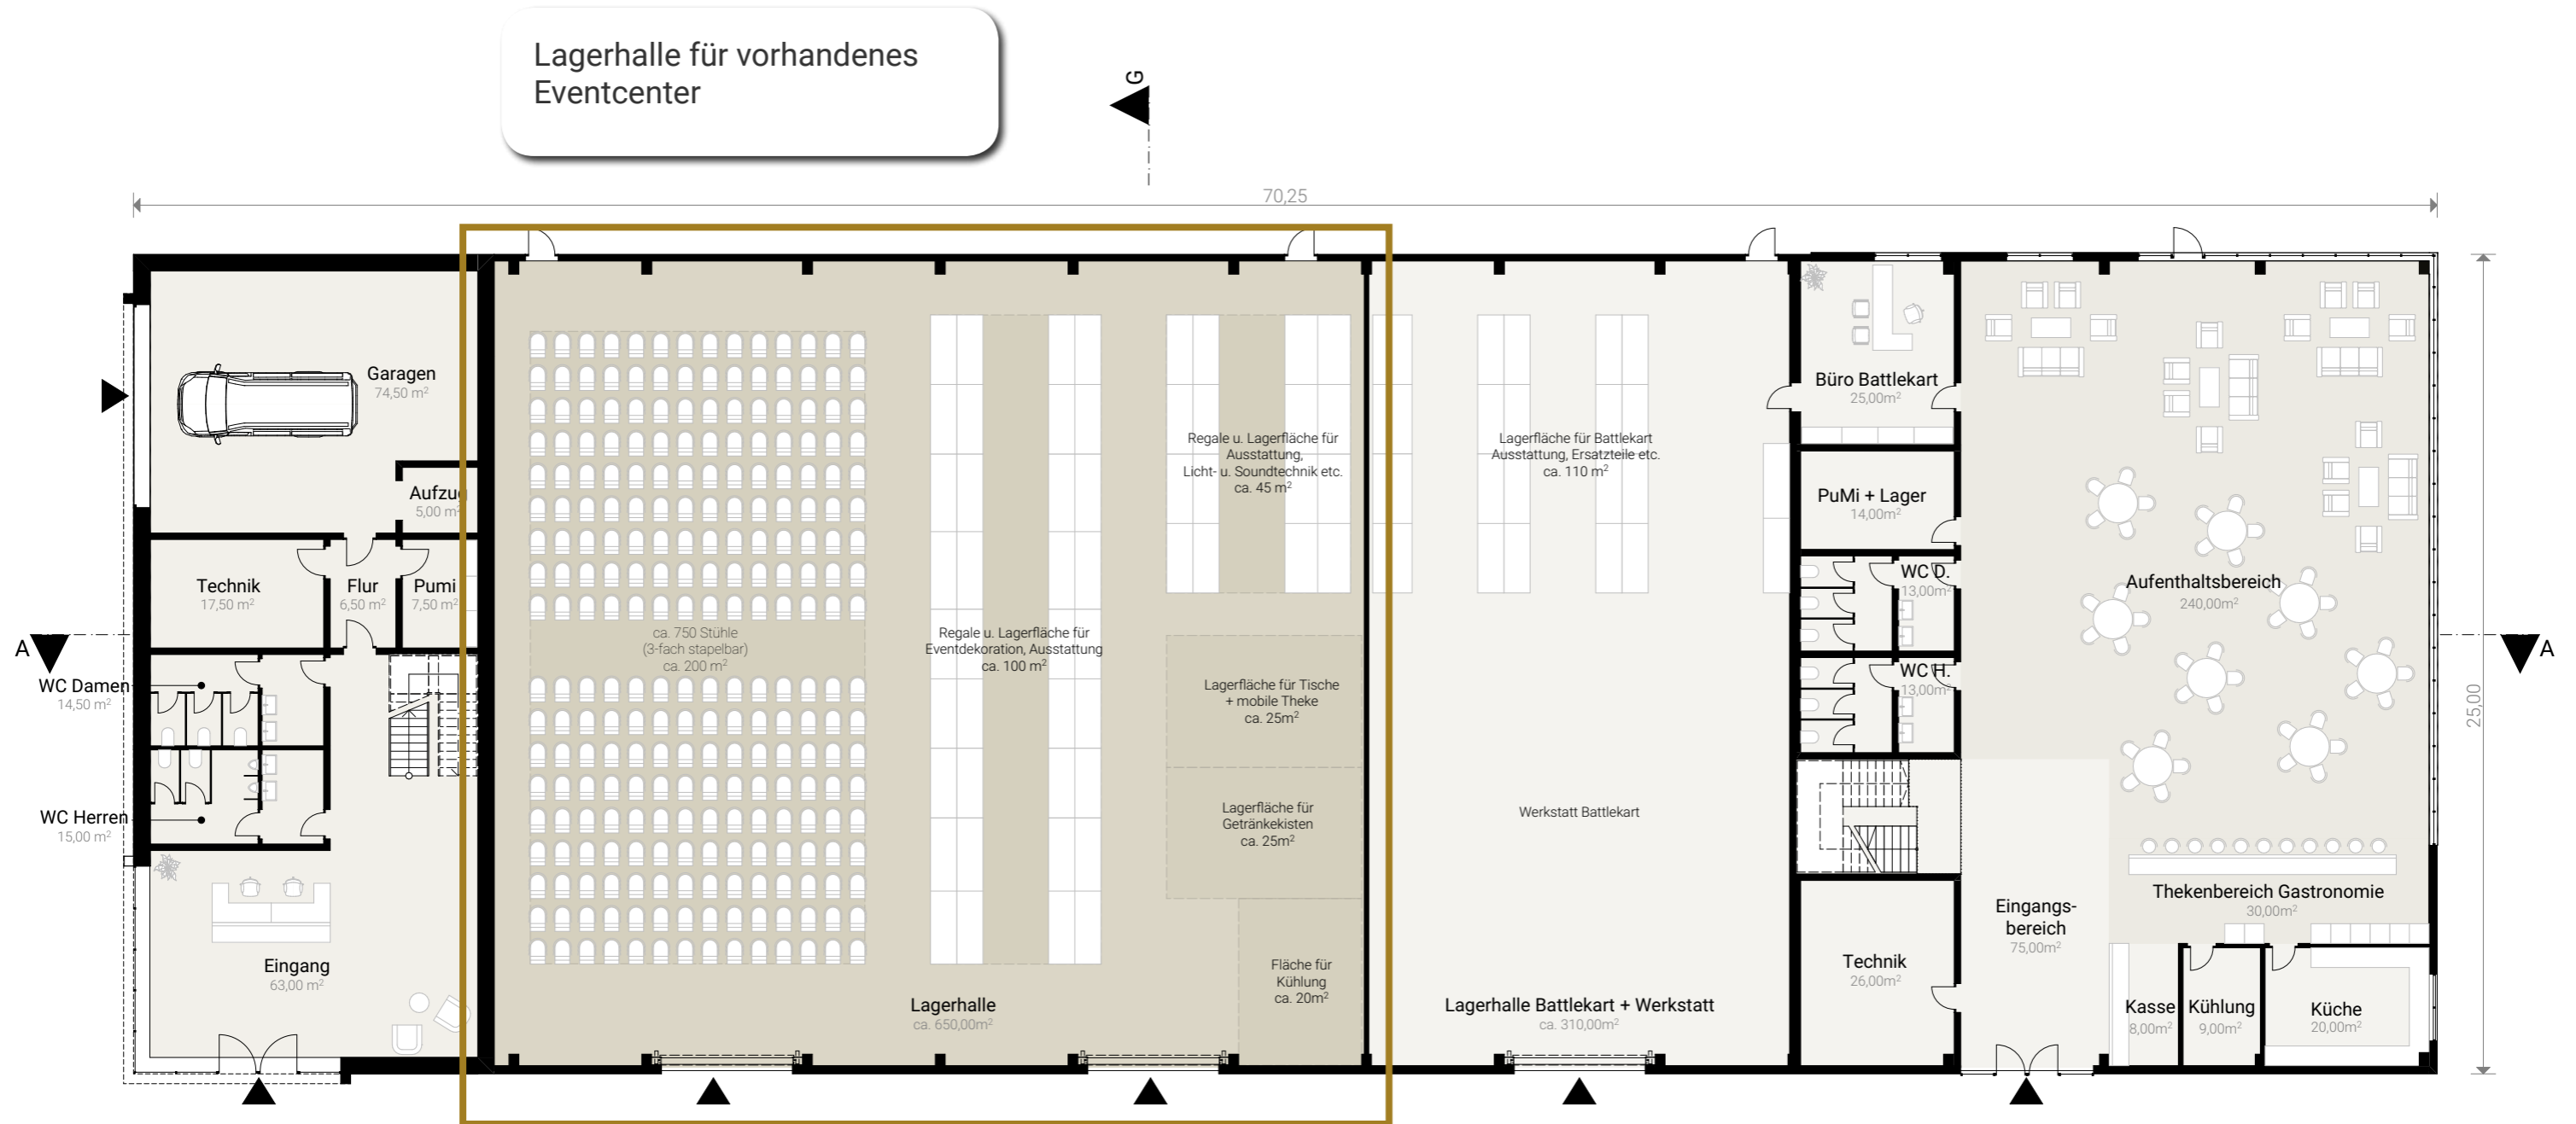 Lagerhalle für vorhandenes
Eventcenter
G
70,25
Garagen
74,50 m²
Aufzug
5,00 m²
Technik
17,50 m²
Flur
6,50 m²
Pumi
7,50 m²
A
WC Damen
14,50 m²
WC Herren
15,00 m²
Eingang
63,00 m²
ca. 750 Stühle
(3-fach stapelbar)
ca. 200 m²
Regale u. Lagerfläche für
Eventdekoration, Ausstattung
ca. 100 m²
Regale u. Lagerfläche für
Ausstattung,
Licht- u. Soundtechnik etc.
ca. 45 m²
Lagerfläche für Tische
+ mobile Theke
ca. 25m²
Lagerfläche für
Getränkekisten
ca. 25m²
Fläche für
Kühlung
ca. 20m²
Lagerhalle
ca. 650,00m²
Lagerfläche für Battlekart
Ausstattung, Ersatzteile etc.
ca. 110 m²
Werkstatt Battlekart
Lagerhalle Battlekart + Werkstatt
ca. 310,00m²
Büro Battlekart
25,00m²
PuMi + Lager
14,00m²
WC D.
13,00m²
WC H.
13,00m²
Technik
26,00m²
Aufenthaltsbereich
240,00m²
Thekenbereich Gastronomie
30,00m²
Eingangs-
bereich
75,00m²
Kasse
8,00m²
Kühlung
9,00m²
Küche
20,00m²
A
25,00